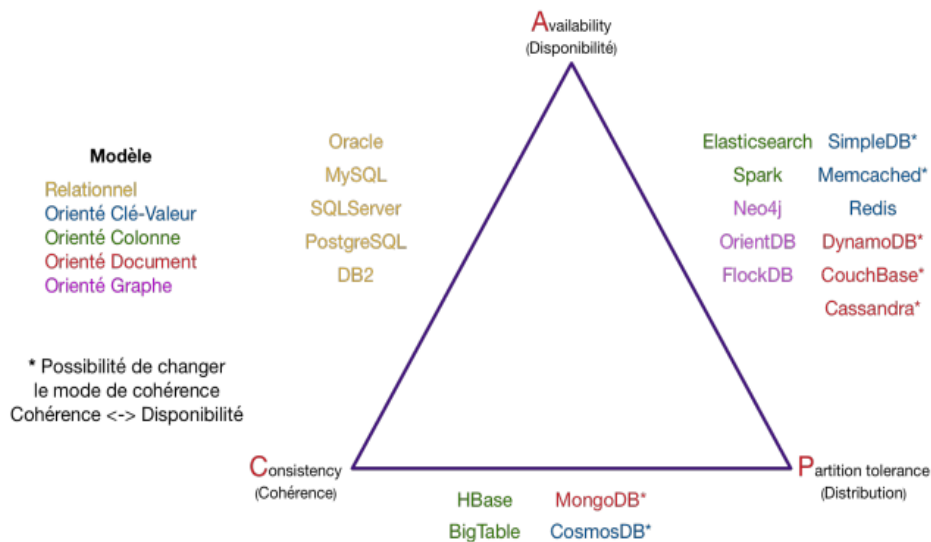 Availability
(Disponibilité)
Modèle
Relationnel
Orienté Clé-Valeur
Orienté Colonne
Orienté Document
Orienté Graphe
* Possibilité de changer
le mode de cohérence
Cohérence <-> Disponibilité
Oracle
MySQL
SQLServer
PostgreSQL
DB2
Elasticsearch SimpleDB*
Spark Memcached*
Neo4j Redis
OrientDB DynamoDB*
FlockDB CouchBase*
Cassandra*
Consistency
(Cohérence)
Partition tolerance
(Distribution)
HBase MongoDB*
BigTable CosmosDB*